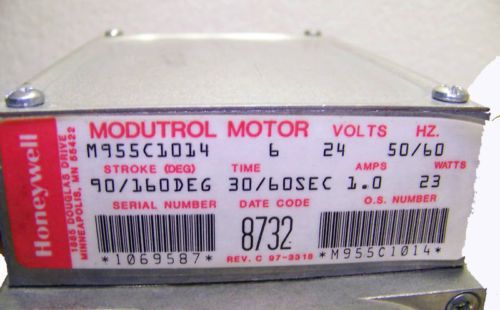 Honeywell
1885 DOUGLAS DRIVE
MINNEAPOLIS, MN 55422
MODUTROL MOTOR VOLTS HZ.
M955C1014 6 24 50/60
STROKE (DEG) TIME AMPS WATTS
90/160DEG 30/60SEC 1.0 23
SERIAL NUMBER DATE CODE O.S. NUMBER
8732
*1069587* REV. C 97-3318 *M955C1014*